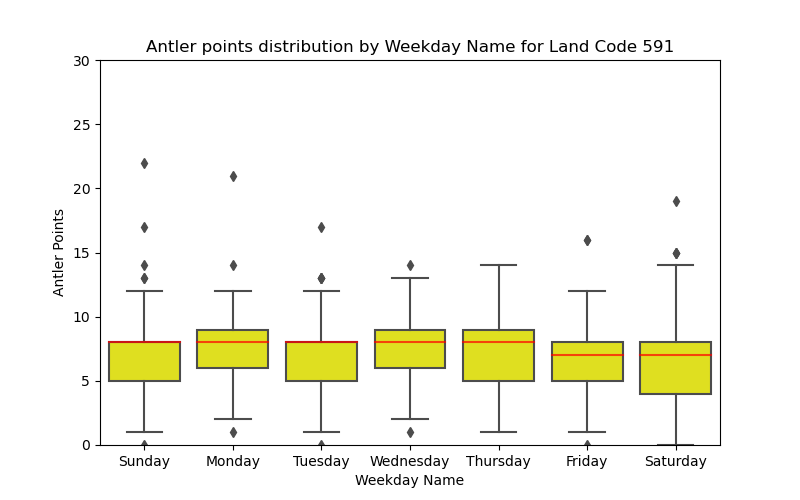 Antler points distribution by Weekday Name for Land Code 591
30
25
20
15
10
5
0
Antler Points
Sunday Monday Tuesday Wednesday Thursday Friday Saturday
Weekday Name